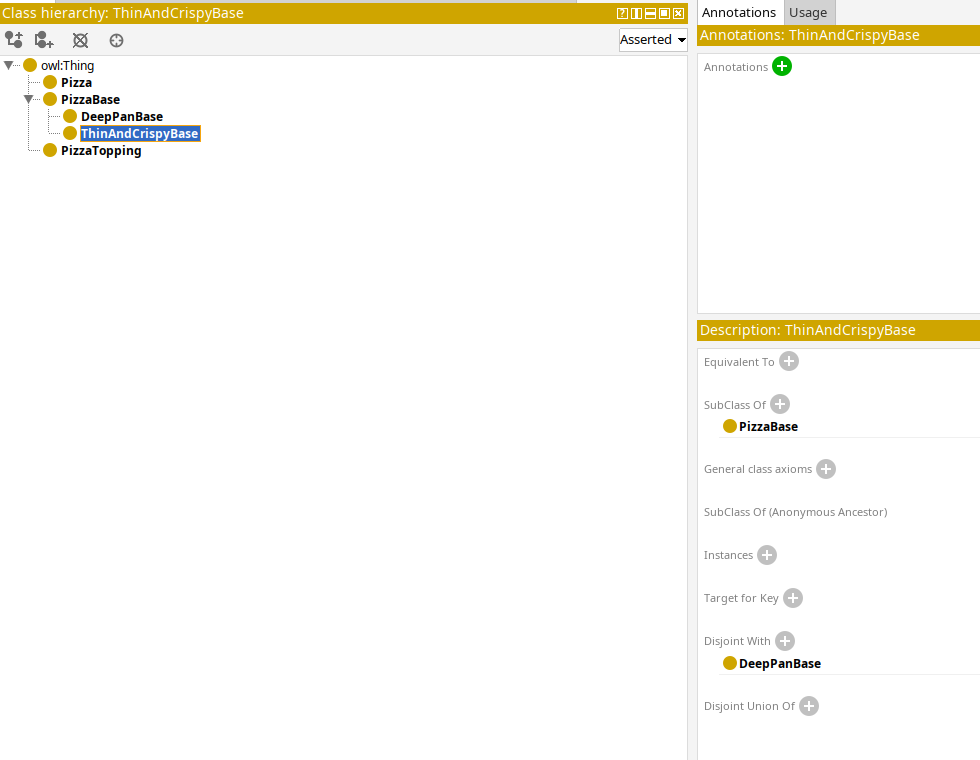 Class hierarchy: ThinAndCrispyBase
Asserted
owl:Thing
Pizza
PizzaBase
DeepPanBase
ThinAndCrispyBase
PizzaTopping
Annotations Usage
Annotations: ThinAndCrispyBase
Annotations
Description: ThinAndCrispyBase
Equivalent To
SubClass Of
PizzaBase
General class axioms
SubClass Of (Anonymous Ancestor)
Instances
Target for Key
Disjoint With
DeepPanBase
Disjoint Union Of